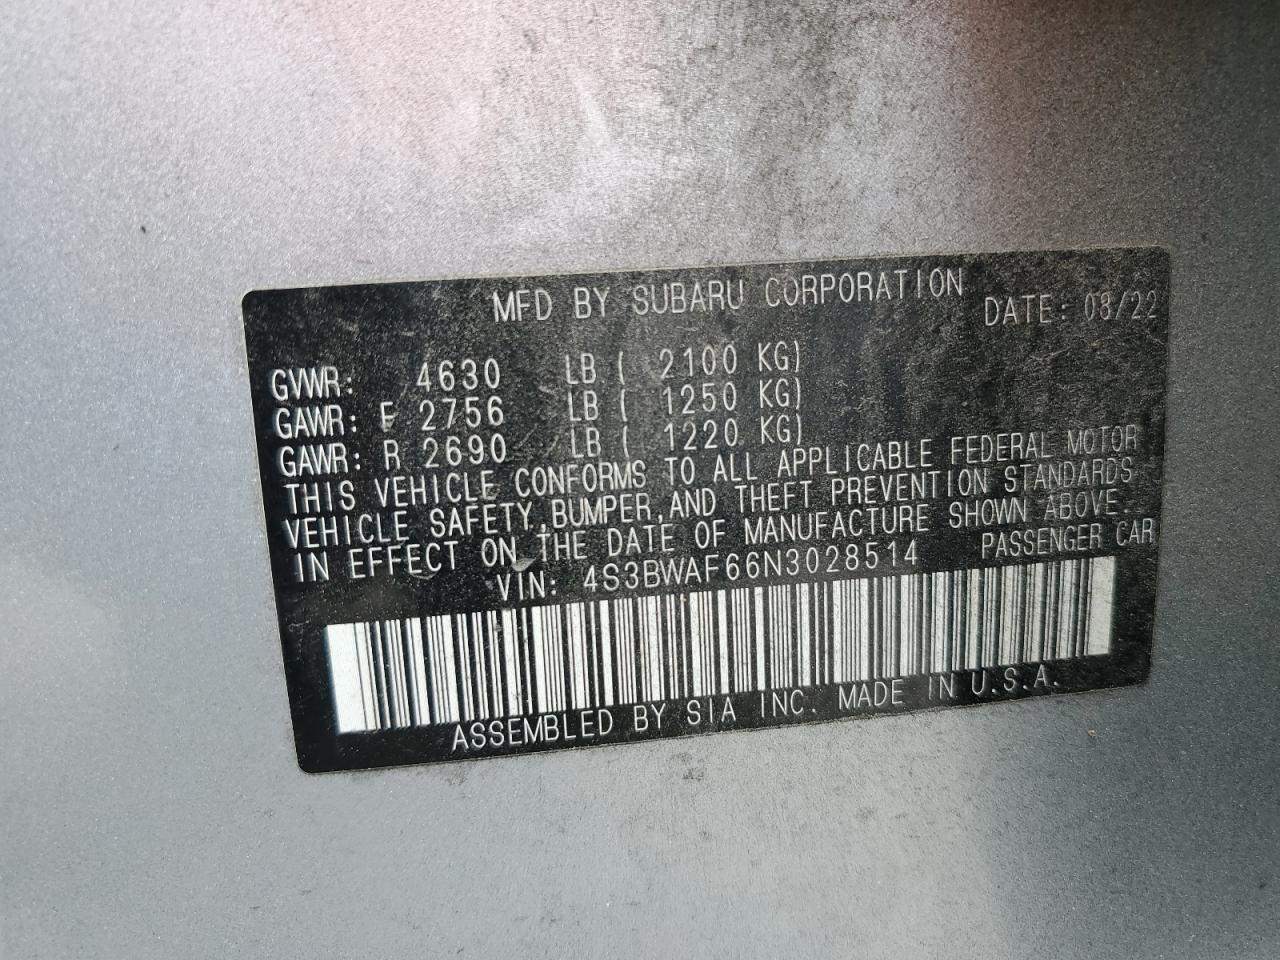 MFD BY SUBARU CORPORATION DATE: 08/22
GVWR: 4630 LB ( 2100 KG)
GAWR: F 2756 LB ( 1250 KG)
GAWR: R 2690 LB ( 1220 KG)
THIS VEHICLE CONFORMS TO ALL APPLICABLE FEDERAL MOTOR
VEHICLE SAFETY, BUMPER, AND THEFT PREVENTION STANDARDS
IN EFFECT ON THE DATE OF MANUFACTURE SHOWN ABOVE.
VIN: 4S3BWAF66N3028514 PASSENGER CAR
ASSEMBLED BY SIA INC. MADE IN U.S.A.